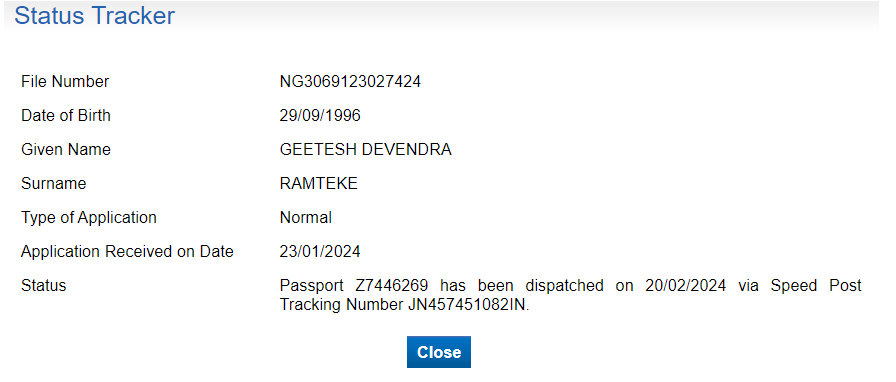 Status Tracker
File Number NG3069123027424
Date of Birth 29/09/1996
Given Name GEETESH DEVENDRA
Surname RAMTEKE
Type of Application Normal
Application Received on Date 23/01/2024
Status Passport Z7446269 has been dispatched on 20/02/2024 via Speed Post
Tracking Number JN457451082IN.
Close